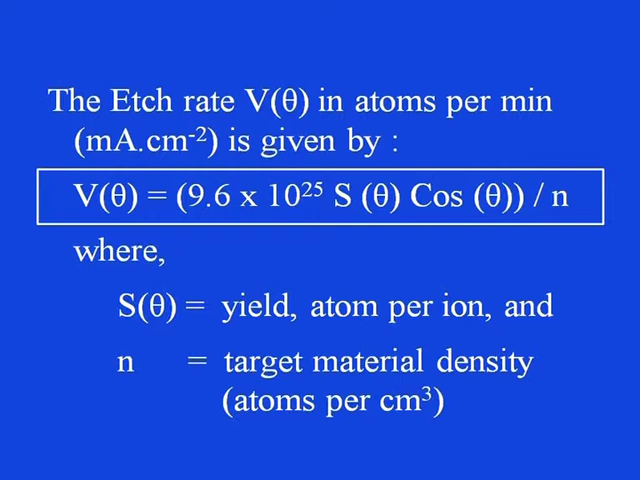 The Etch rate V(θ) in atoms per min
(mA.cm⁻²) is given by :
V(θ) = (9.6 x 10²⁵ S (θ) Cos (θ)) / n
where,
S(θ) = yield, atom per ion, and
n = target material density
(atoms per cm³)